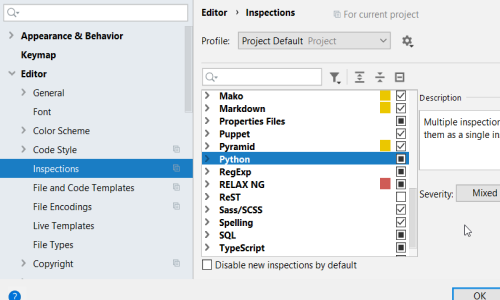 Appearance & Behavior
Keymap
Editor
General
Font
Color Scheme
Code Style
Inspections
File and Code Templates
File Encodings
Live Templates
File Types
Copyright
Editor › Inspections
For current project
Profile: Project Default Project
Mako
Markdown
Properties Files
Puppet
Pyramid
Python
RegExp
RELAX NG
ReST
Sass/SCSS
Spelling
SQL
TypeScript
Disable new inspections by default
Description
Multiple inspection
them as a single in
Severity: Mixed
?
OK